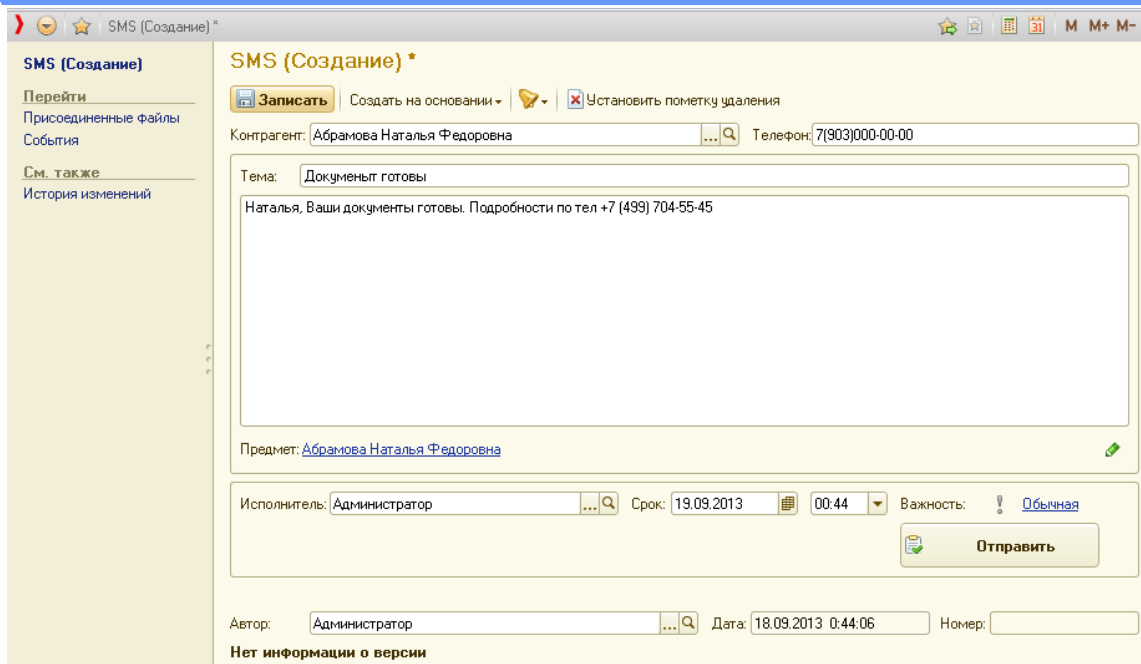 SMS (Создание) *
M M+ M-
SMS (Создание)
Перейти
Присоединенные файлы
События
См. также
История изменений
SMS (Создание) *
Записать Создать на основании Установить пометку удаления
Контрагент: Абрамова Наталья Федоровна ... Телефон: 7(903)000-00-00
Тема: Докуменыт готовы
Наталья, Ваши документы готовы. Подробности по тел +7 (499) 704-55-45
Предмет: Абрамова Наталья Федоровна
Исполнитель: Администратор ... Срок: 19.09.2013 00:44 Важность: Обычная
Отправить
Автор: Администратор ... Дата: 18.09.2013 0:44:06 Номер:
Нет информации о версии